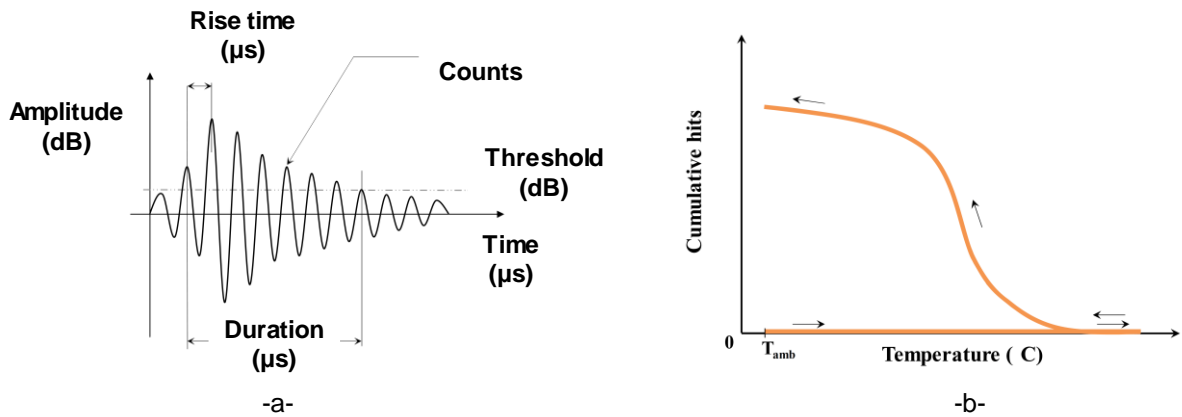 Rise time
(µs)
Counts
Amplitude
(dB)
Threshold
(dB)
Time
(µs)
Duration
(µs)
-a-
Cumulative hits
0
Tamb
Temperature ( C)
-b-